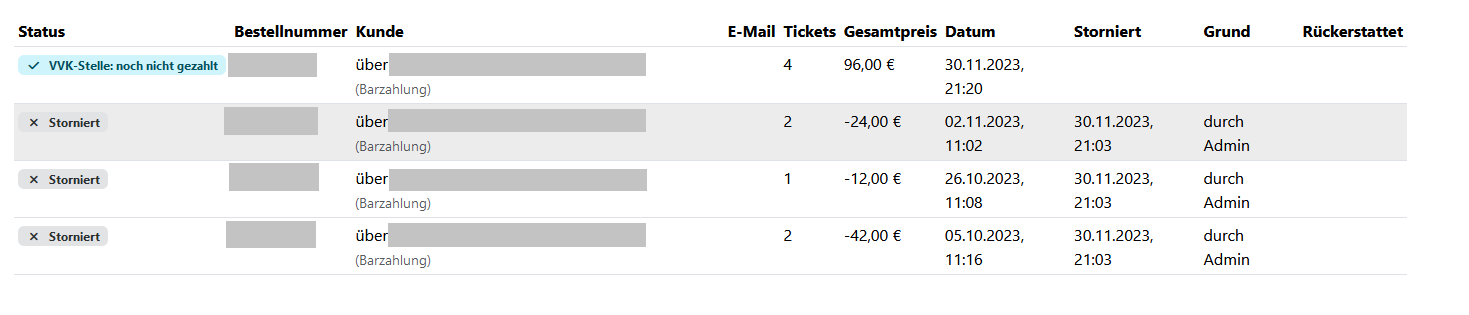 Status Bestellnummer Kunde E-Mail Tickets Gesamtpreis Datum Storniert Grund Rückerstattet
VVK-Stelle: noch nicht gezahlt über 4 96,00 € 30.11.2023,
(Barzahlung) 21:20
Storniert über 2 -24,00 € 02.11.2023, 30.11.2023, durch
(Barzahlung) 11:02 21:03 Admin
Storniert über 1 -12,00 € 26.10.2023, 30.11.2023, durch
(Barzahlung) 11:08 21:03 Admin
Storniert über 2 -42,00 € 05.10.2023, 30.11.2023, durch
(Barzahlung) 11:16 21:03 Admin